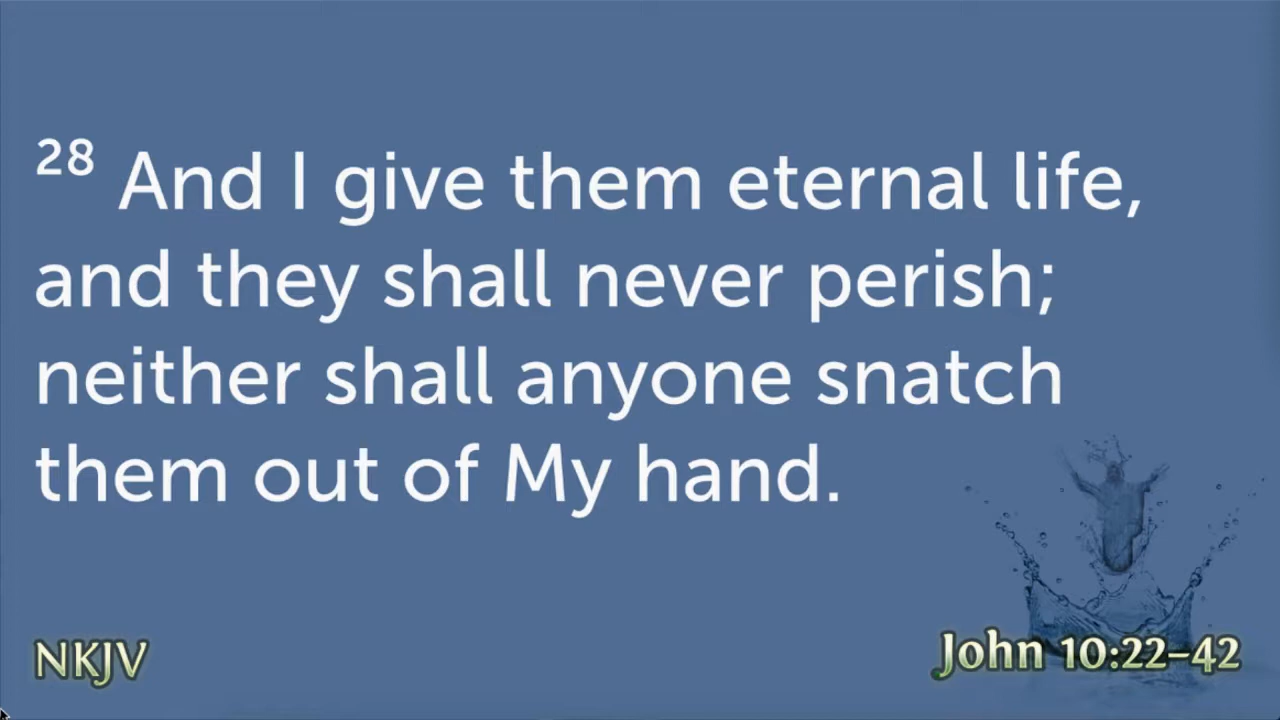 28 And I give them eternal life,
and they shall never perish;
neither shall anyone snatch
them out of My hand.
NKJV
John 10:22–42